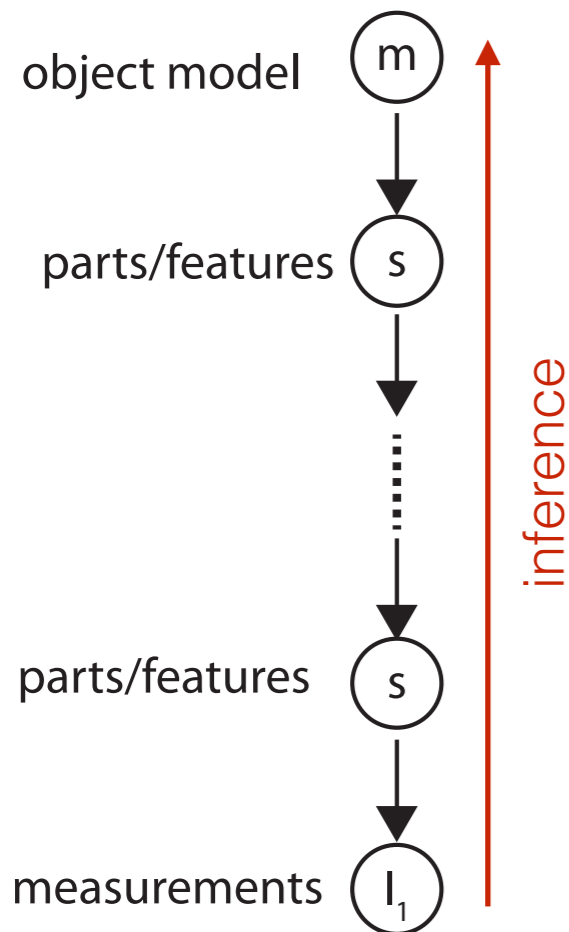 object model m
parts/features s
inference
parts/features s
measurements I₁